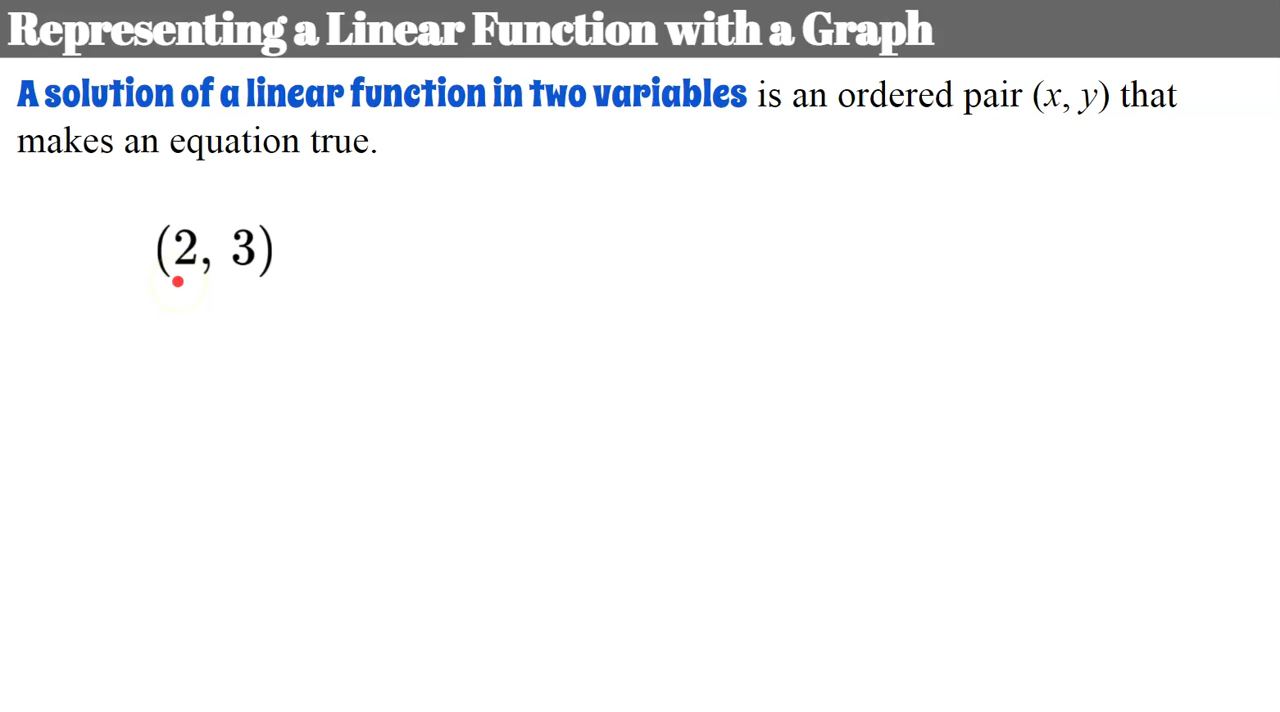 Representing a Linear Function with a Graph
A solution of a linear function in two variables is an ordered pair (x, y) that
makes an equation true.
(2, 3)